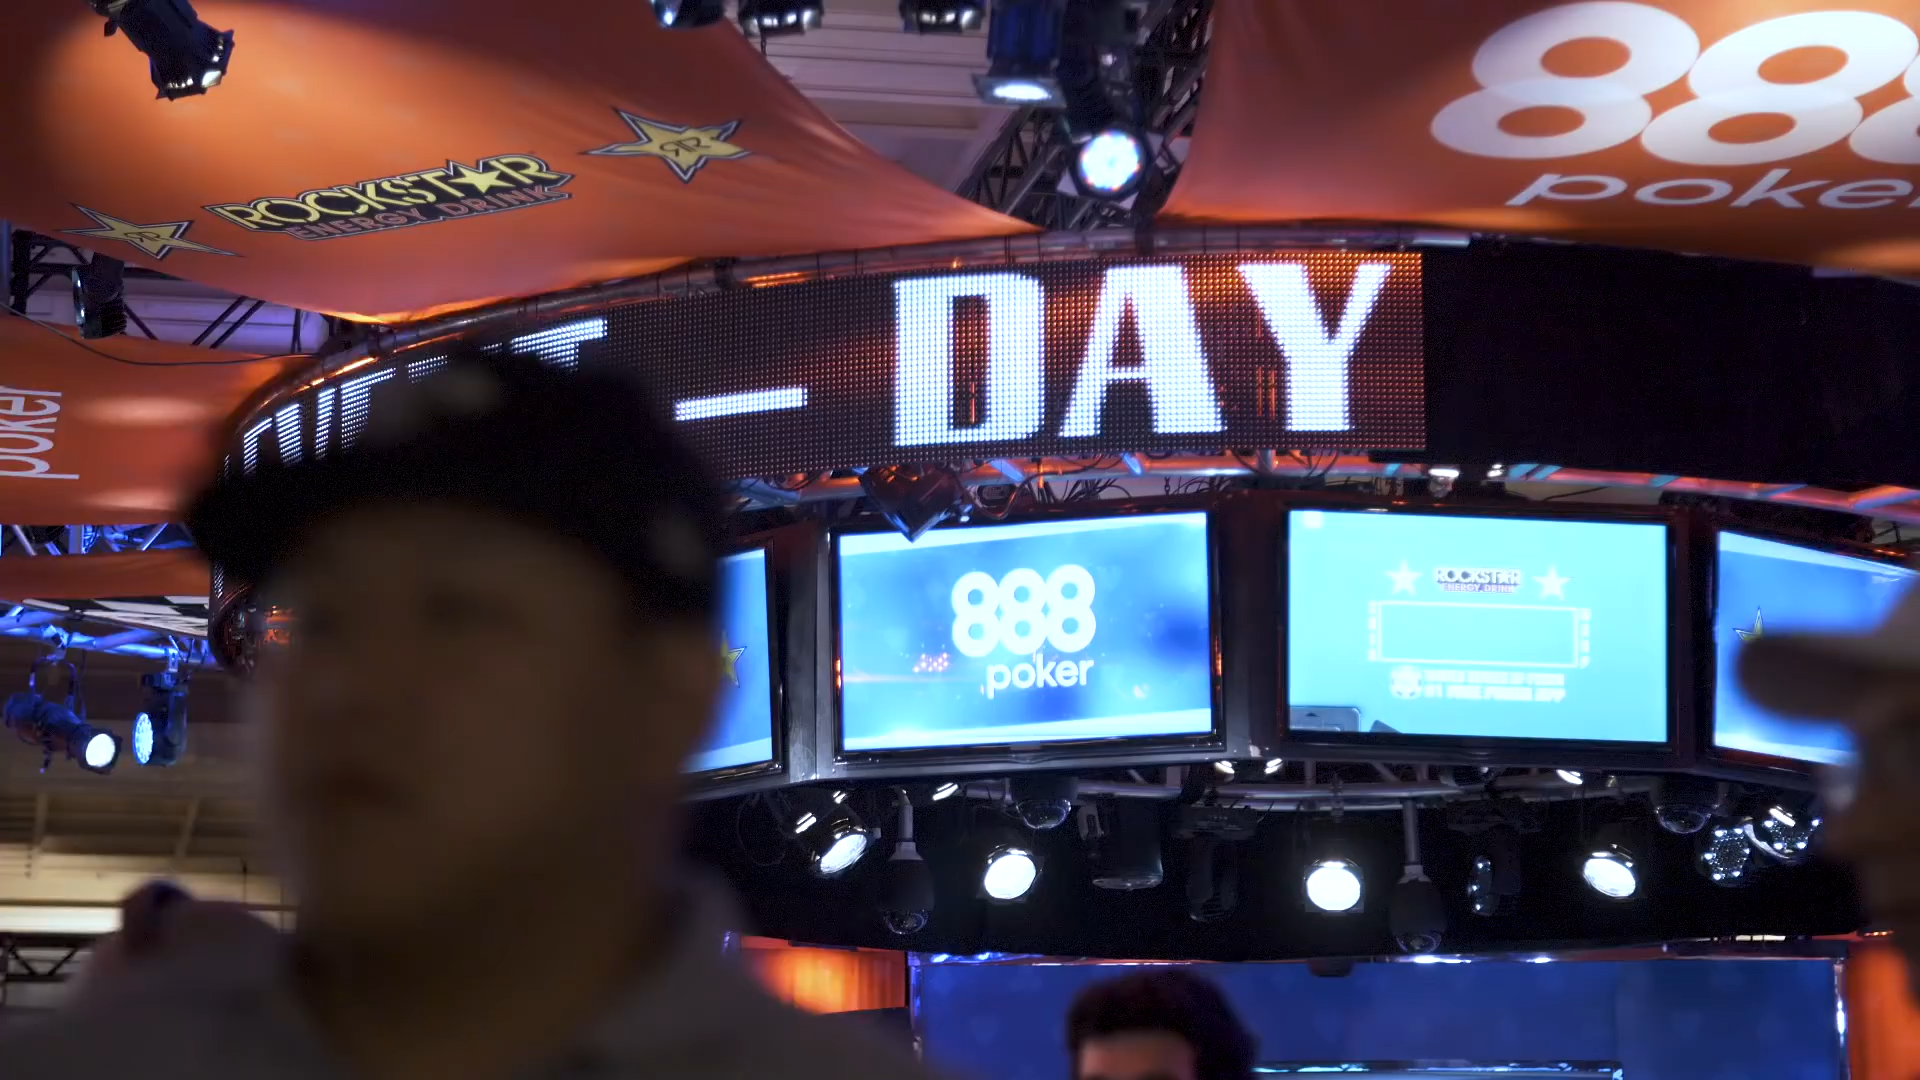 888
poker
ROCKSTAR
ENERGY DRINK
poker
— DAY
888
poker
ROCKSTAR
ENERGY DRINK